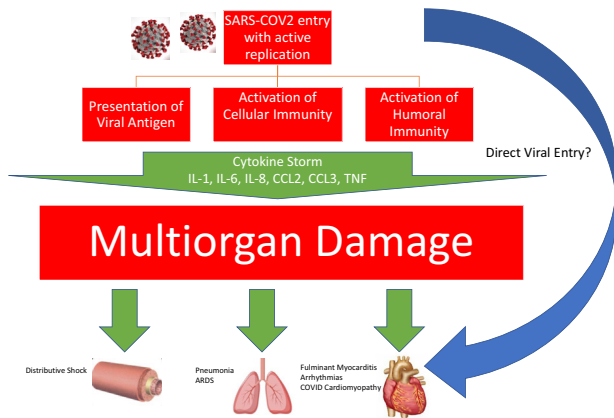 SARS-COV2 entry
with active
replication
Presentation of
Viral Antigen
Activation of
Cellular Immunity
Activation of
Humoral
Immunity
Direct Viral Entry?
Cytokine Storm
IL-1, IL-6, IL-8, CCL2, CCL3, TNF
Multiorgan Damage
Distributive Shock
Pneumonia
ARDS
Fulminant Myocarditis
Arrhythmias
COVID Cardiomyopathy